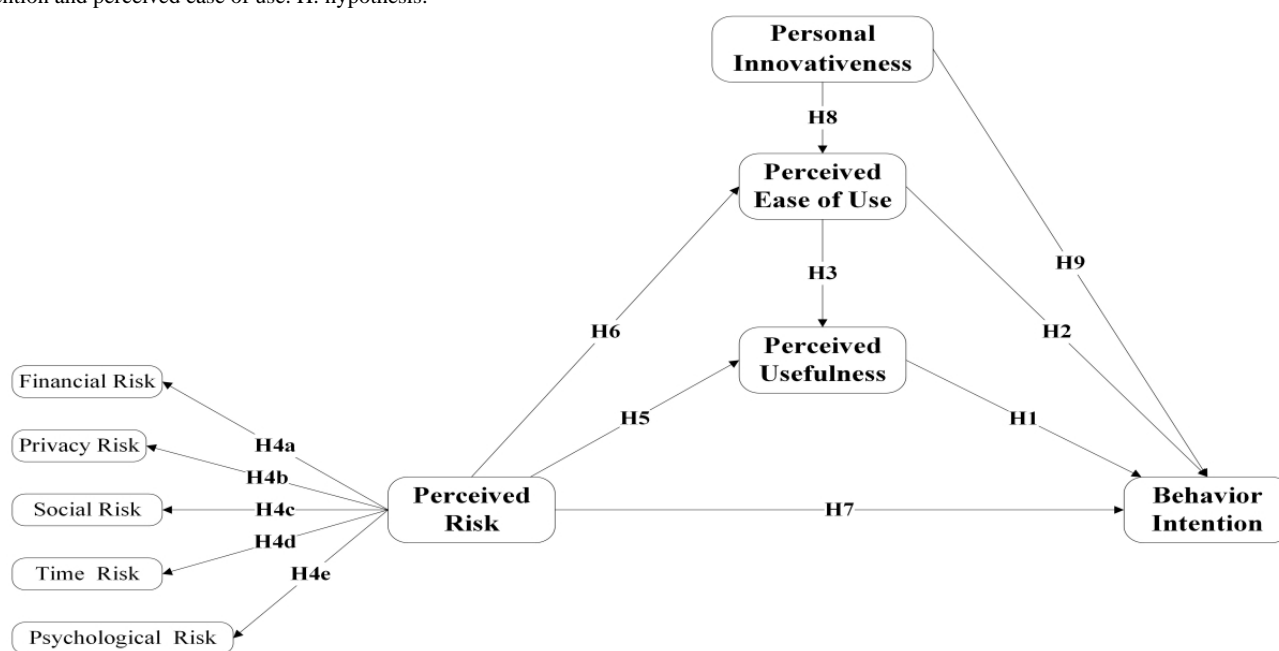 and perceived ease of use. H: hypothesis.
Personal
Innovativeness
H8
Perceived
Ease of Use
H3
H9
H6
H2
Perceived
Usefulness
Financial Risk
H5
H1
Privacy Risk
H4a
H4b
Social Risk
H4c
Perceived
Risk
H7
Behavior
Intention
H4d
Time Risk
H4e
Psychological Risk